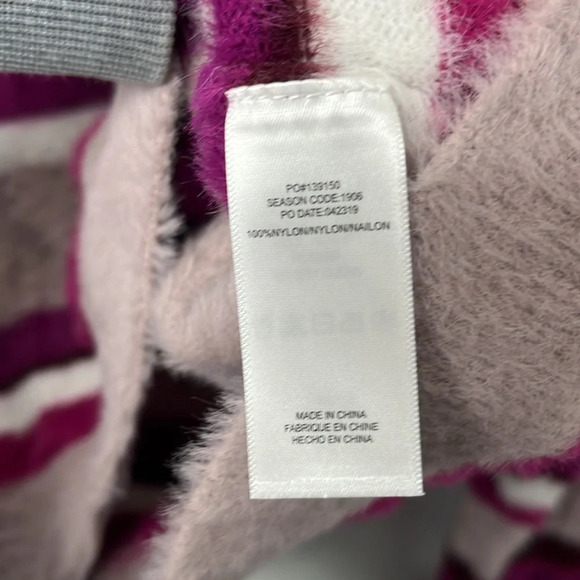 PO#139150
SEASON CODE:1906
PO DATE:042319
100%NYLON/NYLON/NAILON
MADE IN CHINA
FABRIQUE EN CHINE
HECHO EN CHINA